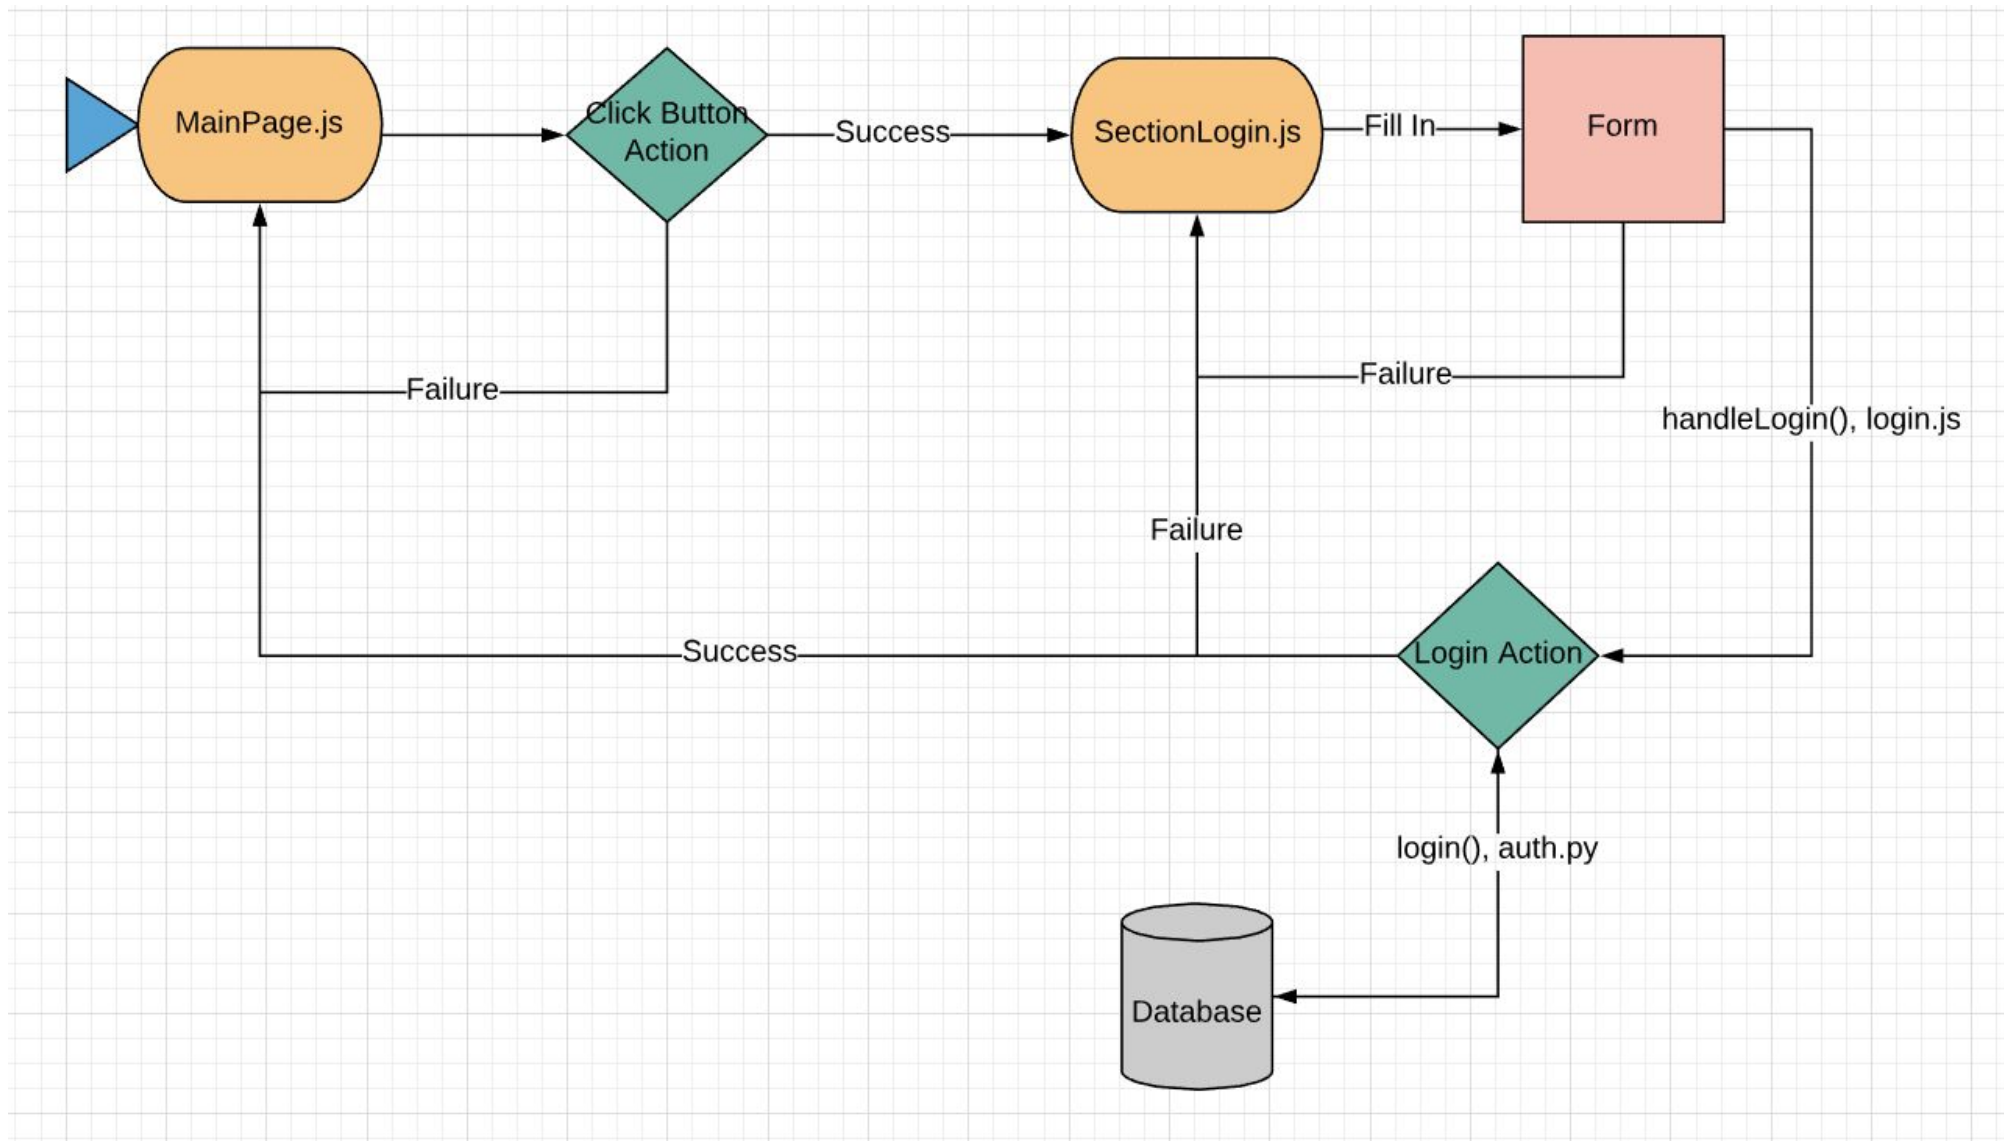 MainPage.js
Click Button
Action
Success
SectionLogin.js
Fill In
Form
Failure
Failure
handleLogin(), login.js
Failure
Success
Login Action
login(), auth.py
Database